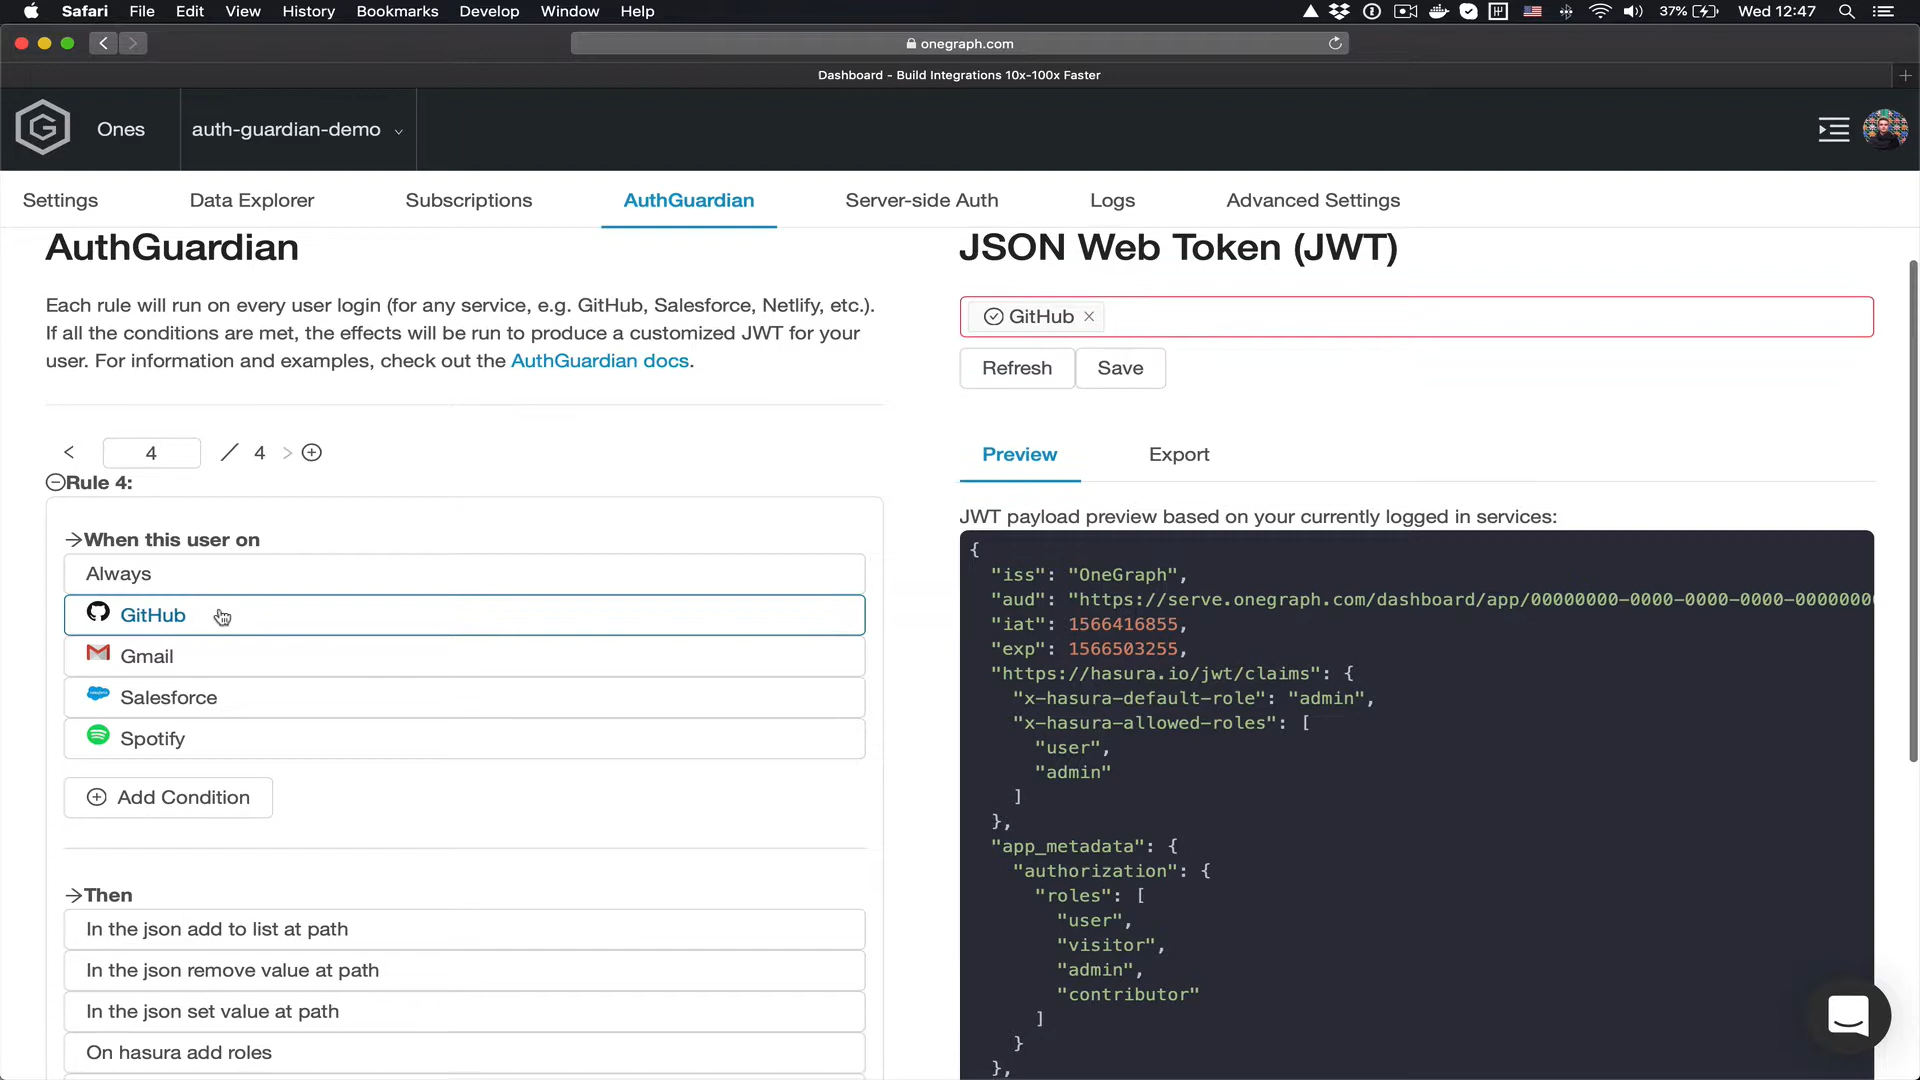 Safari File Edit View History Bookmarks Develop Window Help 37% Wed 12:47
onegraph.com
Dashboard - Build Integrations 10x-100x Faster
Ones auth-guardian-demo
Settings Data Explorer Subscriptions AuthGuardian Server-side Auth Logs Advanced Settings
AuthGuardian
Each rule will run on every user login (for any service, e.g. GitHub, Salesforce, Netlify, etc.).
If all the conditions are met, the effects will be run to produce a customized JWT for your
user. For information and examples, check out the AuthGuardian docs.
4 / 4
Rule 4:
When this user on
Always
GitHub
Gmail
Salesforce
Spotify
Add Condition
Then
In the json add to list at path
In the json remove value at path
In the json set value at path
On hasura add roles
JSON Web Token (JWT)
GitHub
Refresh Save
Preview Export
JWT payload preview based on your currently logged in services:
{
"iss": "OneGraph",
"aud": "https://serve.onegraph.com/dashboard/app/00000000-0000-0000-0000-0000000
"iat": 1566416855,
"exp": 1566503255,
"https://hasura.io/jwt/claims": {
"x-hasura-default-role": "admin",
"x-hasura-allowed-roles": [
"user",
"admin"
]
},
"app_metadata": {
"authorization": {
"roles": [
"user",
"visitor",
"admin",
"contributor"
]
}
},